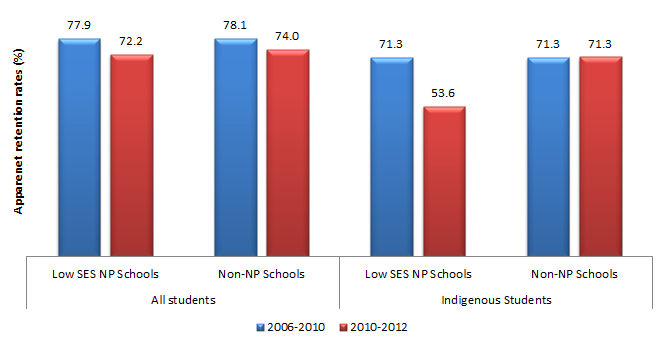 77.9
72.2
78.1
74.0
71.3
53.6
71.3
71.3
Apparenet retention rates (%)
Low SES NP Schools
Non-NP Schools
Low SES NP Schools
Non-NP Schools
All students
Indigenous Students
2006-2010
2010-2012